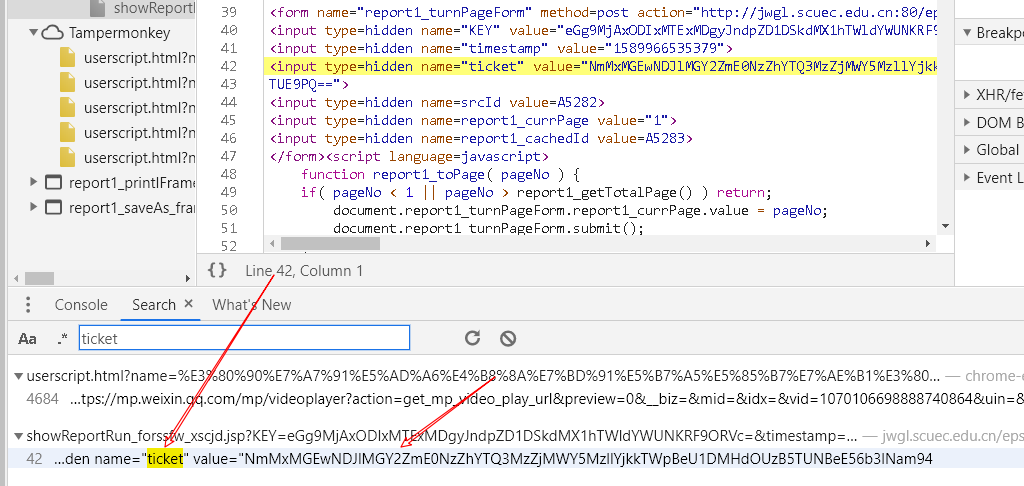 showReportI
Tampermonkey
userscript.html?n
userscript.html?n
userscript.html?n
userscript.html?n
userscript.html?n
report1_printIFrame
report1_saveAs_fra
39 <form name="report1_turnPageForm" method=post action="http://jwgl.scuec.edu.cn:80/ep
40 <input type=hidden name="KEY" value="eGg9MjAxODIxMTExMDgyJndpZD1DSkdMX1hTWldYWUNKRF9
41 <input type=hidden name="timestamp" value="1589966535379">
42 <input type=hidden name="ticket" value="NmMxMGEwNDJlMGY2ZmE0NzZhYTQ3MzZjMWY5MzllYjkk
43 TUE9PQ==">
44 <input type=hidden name=srcId value=A5282>
45 <input type=hidden name=report1_currPage value="1">
46 <input type=hidden name=report1_cachedId value=A5283>
47 </form><script language=javascript>
48 function report1_toPage( pageNo ) {
49 if( pageNo < 1 || pageNo > report1_getTotalPage() ) return;
50 document.report1_turnPageForm.report1_currPage.value = pageNo;
51 document.report1_turnPageForm.submit();
52
Breakpo
XHR/fe
DOM B
Global
Event L
{} Line 42, Column 1
Console Search × What's New
Aa .* ticket
userscript.html?name=%E3%80%90%E7%A7%91%E5%AD%A6%E4%B8%8A%E7%BD%91%E5%B7%A5%E5%85%B7%E7%AE%B1%E3%80... — chrome-e
4684 ...tps://mp.weixin.qq.com/mp/videoplayer?action=get_mp_video_play_url&preview=0&__biz=&mid=&idx=&vid=1070106698888740864&uin=&
showReportRun_forssfw_xscjd.jsp?KEY=eGg9MjAxODIxMTExMDgyJndpZD1DSkdMX1hTWldYWUNKRF9ORVc=&timestamp=... — jwgl.scuec.edu.cn/eps
42 ...den name="ticket" value="NmMxMGEwNDJlMGY2ZmE0NzZhYTQ3MzZjMWY5MzllYjkkTWpBeU1DMHdOUzB5TUNBeE56b3lNam94